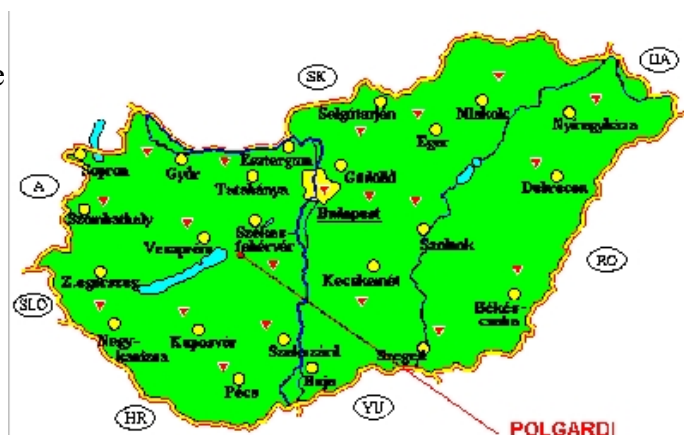 e
SK
UA
Salgótarján
Miskolc
Nyíregyháza
Eger
Esztergom
Sopron
Győr
Gödöllő
A
Tatabánya
Debrecen
Budapest
Szombathely
Székes-
fehérvár
Veszprém
Szolnok
RO
Z.egerszeg
Kecskemét
SLO
Békés-
csaba
Nagy-
kanizsa
Kaposvár
Szekszárd
Szeged
Baja
Pécs
HR
YU
POLGARDI